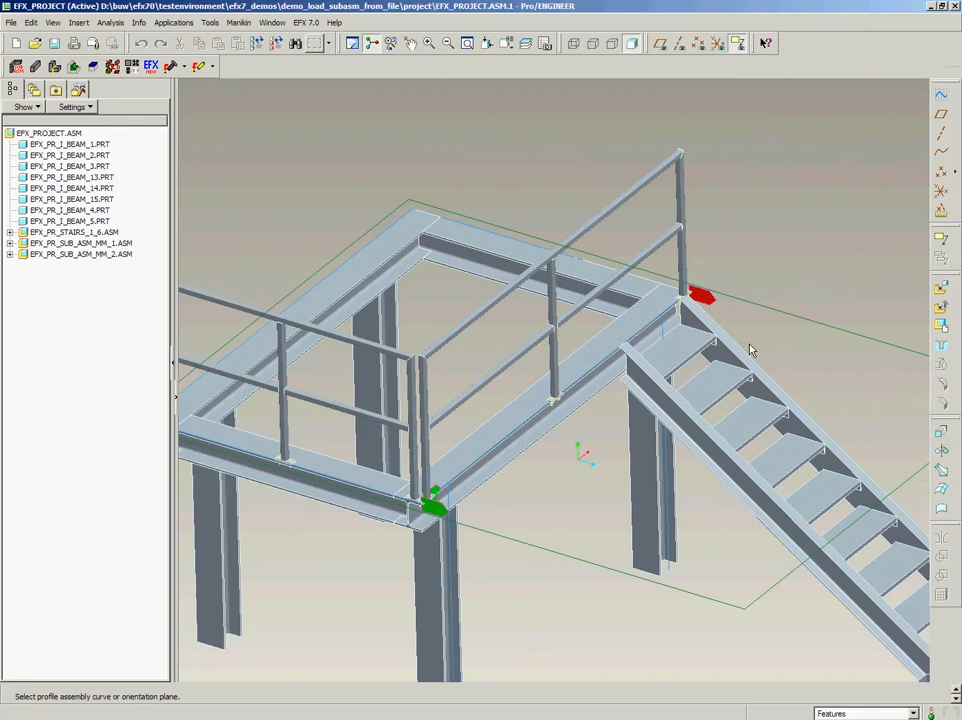 EFX_PROJECT (Active) D:\buw\efx70\testenvironment\efx7_demos\demo_load_subasm_from_file\project\EFX_PROJECT.ASM.1 - Pro/ENGINEER
File Edit View Insert Analysis Info Applications Tools Manikin Window EFX 7.0 Help
EFX
Show Settings
EFX_PROJECT.ASM
EFX_PR_I_BEAM_1.PRT
EFX_PR_I_BEAM_2.PRT
EFX_PR_I_BEAM_3.PRT
EFX_PR_I_BEAM_13.PRT
EFX_PR_I_BEAM_14.PRT
EFX_PR_I_BEAM_15.PRT
EFX_PR_I_BEAM_4.PRT
EFX_PR_I_BEAM_5.PRT
EFX_PR_STAIRS_1_6.ASM
EFX_PR_SUB_ASM_MM_1.ASM
EFX_PR_SUB_ASM_MM_2.ASM
Select profile assembly curve or orientation plane.
Features